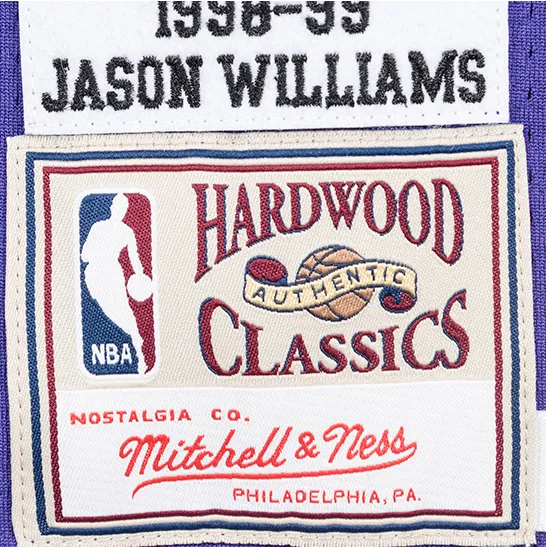 1998-99
JASON WILLIAMS
HARDWOOD
AUTHENTIC
CLASSICS
NBA
NOSTALGIA CO.
Mitchell & Ness
PHILADELPHIA, PA.